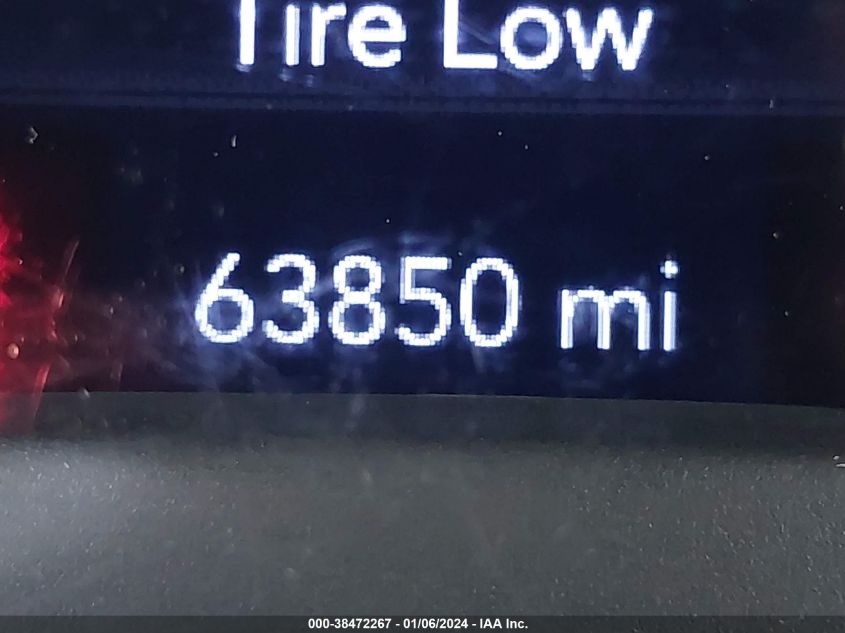 Tire Low
63850 mi
000-38472267 - 01/06/2024 - IAA Inc.